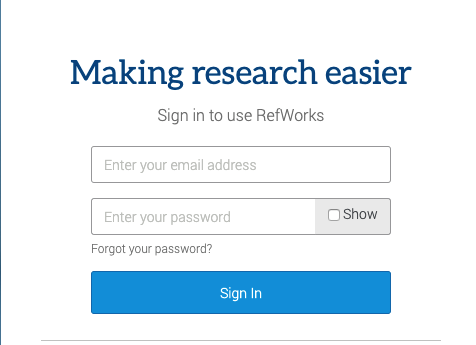 Making research easier
Sign in to use RefWorks
Enter your email address
Enter your password
Show
Forgot your password?
Sign In